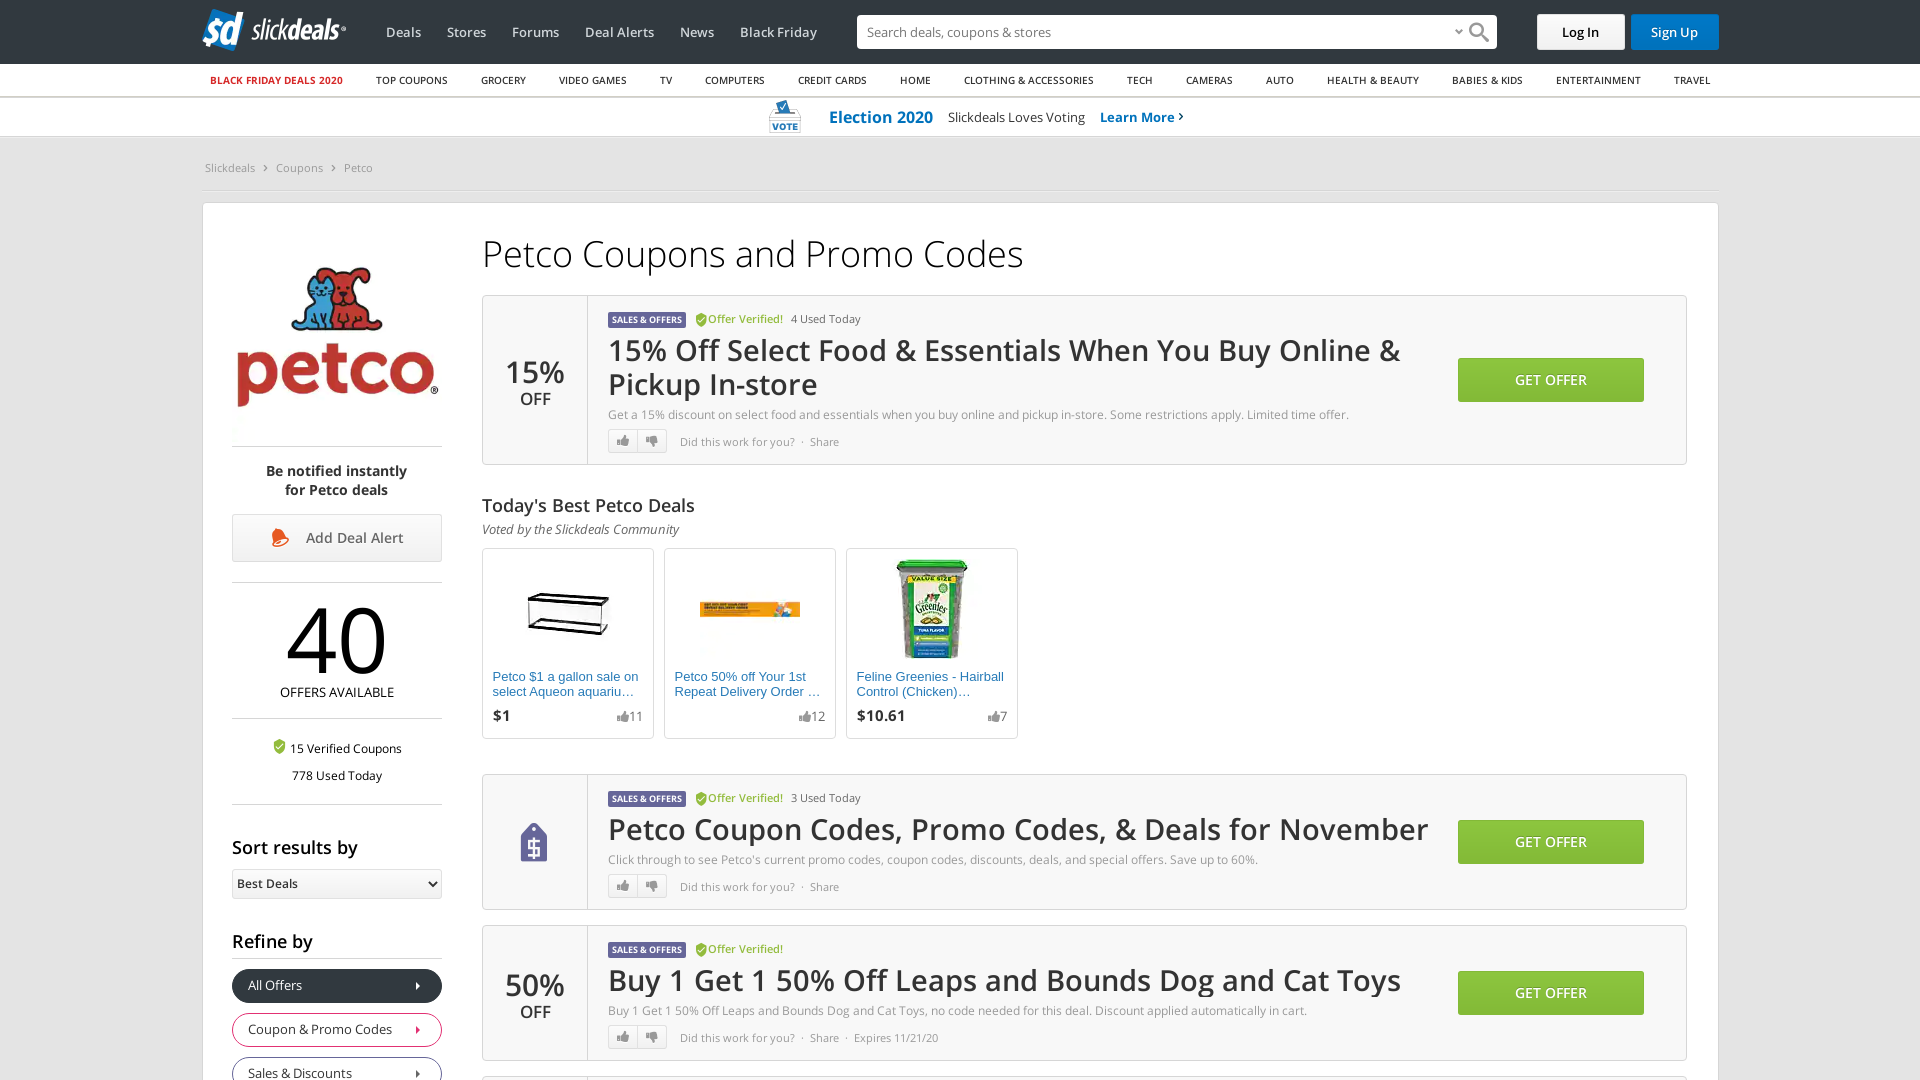 sd slickdeals
Deals Stores Forums Deal Alerts News Black Friday Search deals, coupons & stores Log In Sign Up
BLACK FRIDAY DEALS 2020 TOP COUPONS GROCERY VIDEO GAMES TV COMPUTERS CREDIT CARDS HOME CLOTHING & ACCESSORIES TECH CAMERAS AUTO HEALTH & BEAUTY BABIES & KIDS ENTERTAINMENT TRAVEL
VOTE Election 2020 Slickdeals Loves Voting Learn More
Slickdeals Coupons Petco
petco®
Be notified instantly
for Petco deals
Add Deal Alert
40
OFFERS AVAILABLE
15 Verified Coupons
778 Used Today
Sort results by
Best Deals
Refine by
All Offers
Coupon & Promo Codes
Sales & Discounts
Petco Coupons and Promo Codes
15%
OFF
SALES & OFFERS Offer Verified! 4 Used Today
15% Off Select Food & Essentials When You Buy Online &
Pickup In-store
Get a 15% discount on select food and essentials when you buy online and pickup in-store. Some restrictions apply. Limited time offer.
Did this work for you? · Share
GET OFFER
Today's Best Petco Deals
Voted by the Slickdeals Community
Petco $1 a gallon sale on
select Aqueon aquariu…
$1 11
Petco 50% off Your 1st
Repeat Delivery Order …
12
VALUE SIZE
Greenies
TUNA FLAVOR
Feline Greenies - Hairball
Control (Chicken)…
$10.61 7
SALES & OFFERS Offer Verified! 3 Used Today
Petco Coupon Codes, Promo Codes, & Deals for November
Click through to see Petco's current promo codes, coupon codes, discounts, deals, and special offers. Save up to 60%.
Did this work for you? · Share
GET OFFER
50%
OFF
SALES & OFFERS Offer Verified!
Buy 1 Get 1 50% Off Leaps and Bounds Dog and Cat Toys
Buy 1 Get 1 50% Off Leaps and Bounds Dog and Cat Toys, no code needed for this deal. Discount applied automatically in cart.
Did this work for you? · Share · Expires 11/21/20
GET OFFER